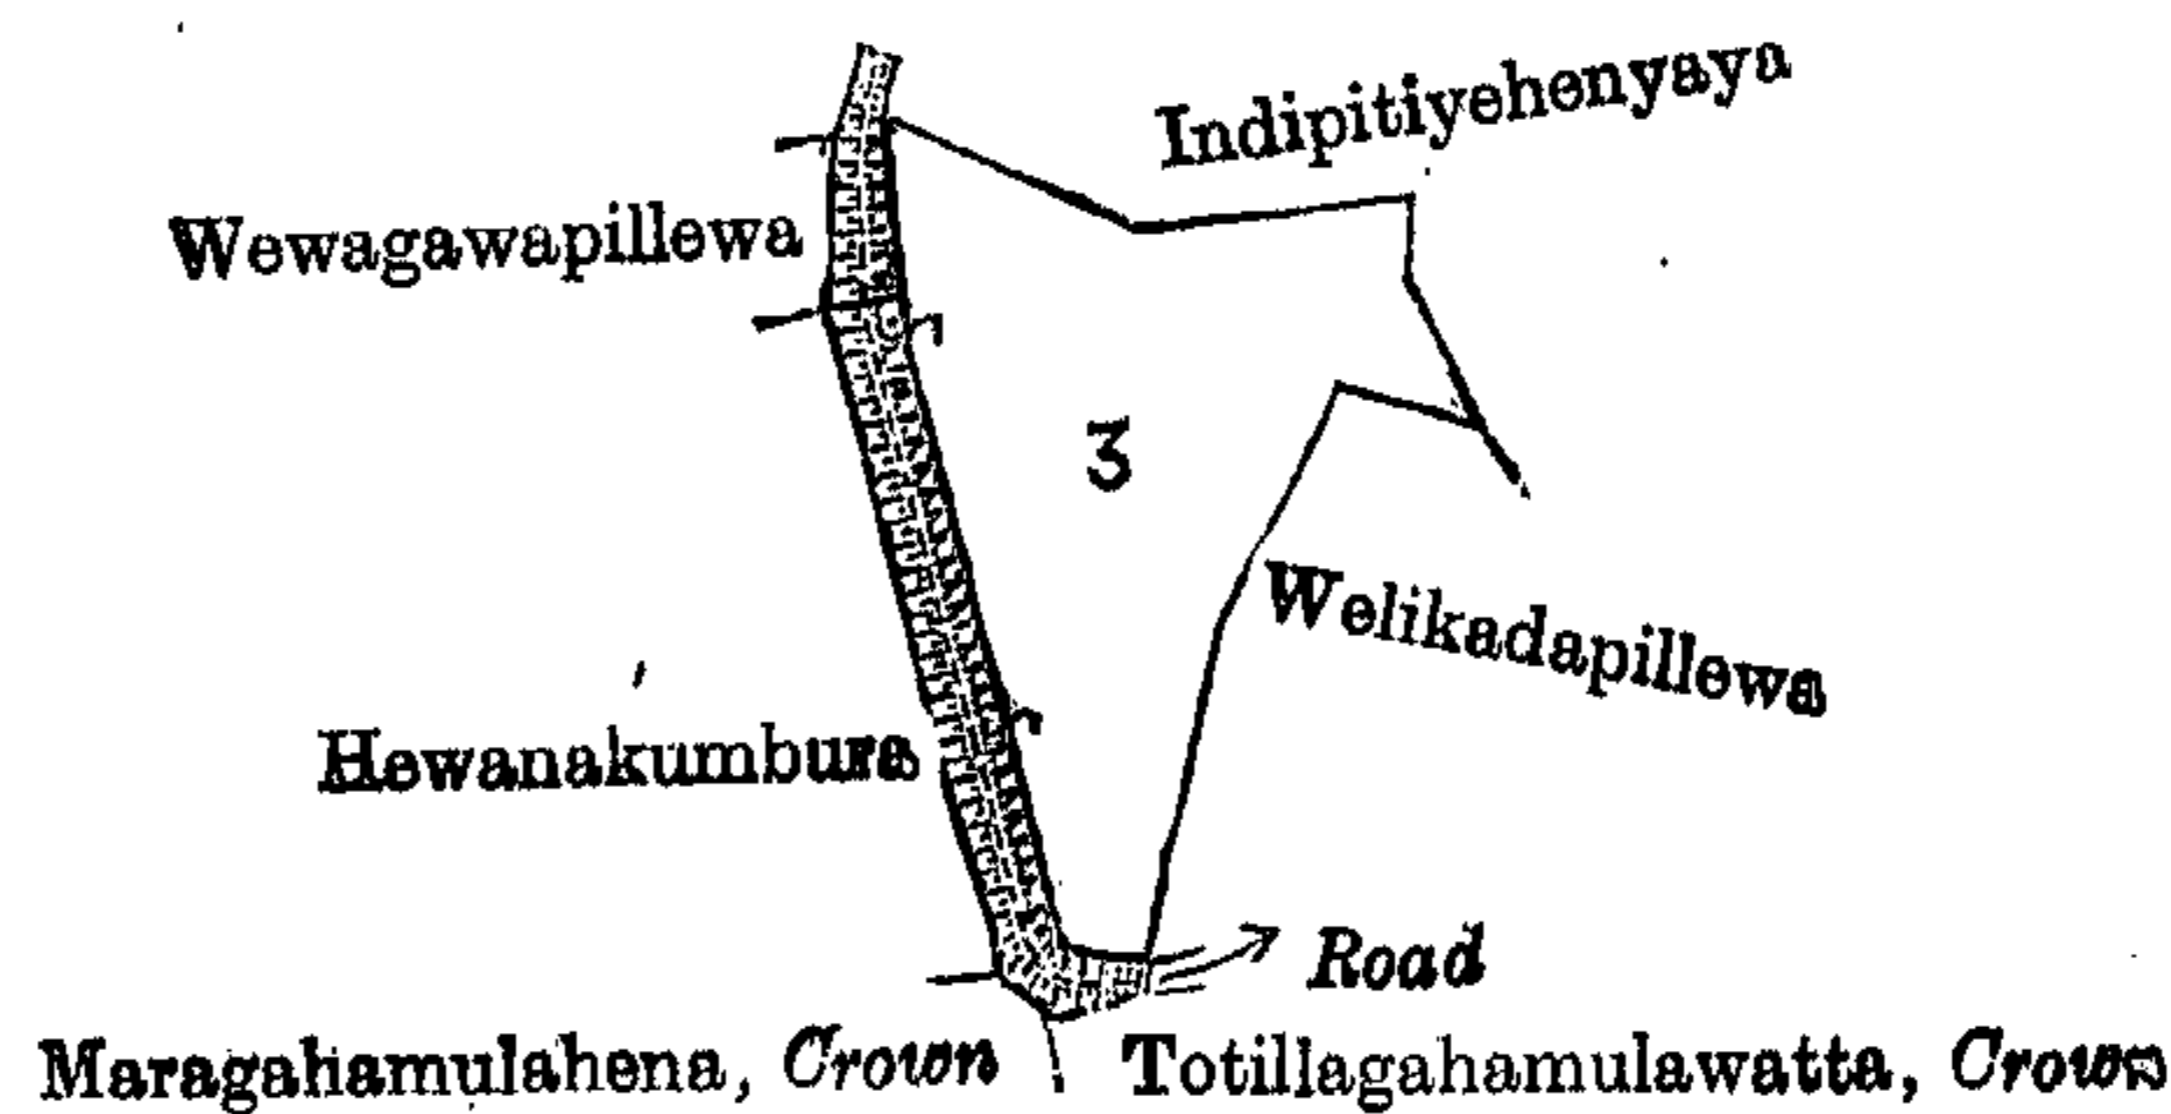 Indipitiyehenyaya
Wewagawapillewa
3
Welikadapillewa
Hewanakumbura
Road
Maragahamulahena, Crown
Totillagahamulawatta, Crown